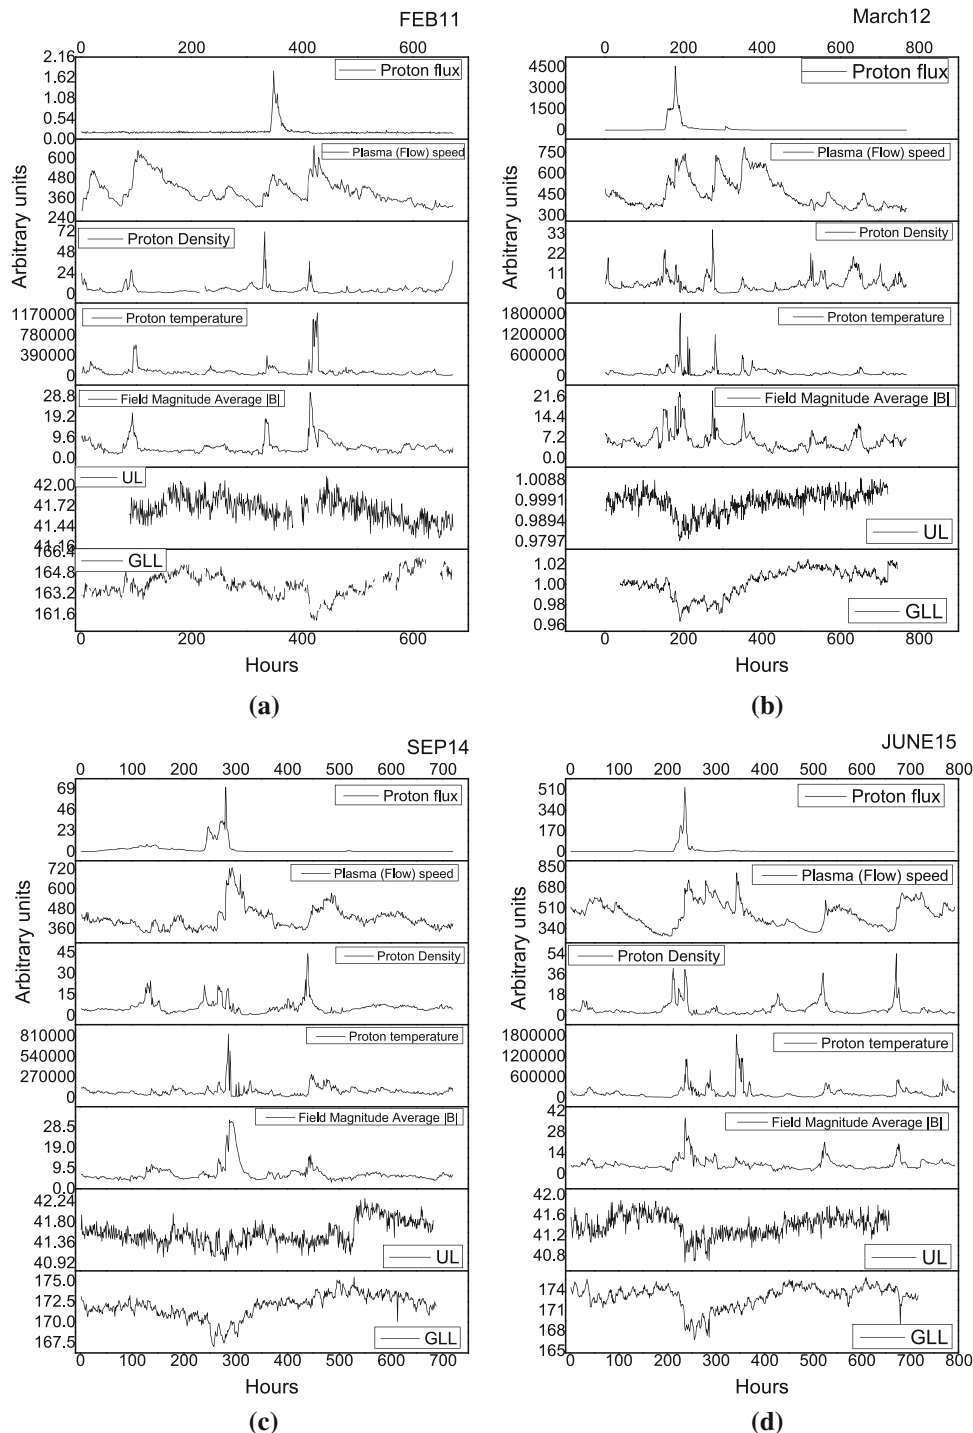 FEB11
0 200 400 600
2.16
1.62
1.08
0.54
0.00
Proton flux
600
480
360
240
Plasma (Flow) speed
72
48
24
0
Proton Density
1170000
780000
390000
0
Proton temperature
28.8
19.2
9.6
0.0
Field Magnitude Average |B|
42.00
41.72
41.44
41.16
UL
166.4
164.8
163.2
161.6
GLL
0 200 400 600
Arbitrary units
Hours
(a)
March12
0 200 400 600 800
4500
3000
1500
0
Proton flux
750
600
450
300
Plasma (Flow) speed
33
22
11
0
Proton Density
1800000
1200000
600000
0
Proton temperature
21.6
14.4
7.2
0.0
Field Magnitude Average |B|
1.0088
0.9991
0.9894
0.9797
UL
1.02
1.00
0.98
0.96
GLL
0 200 400 600 800
Arbitrary units
Hours
(b)
SEP14
0 100 200 300 400 500 600 700
69
46
23
0
Proton flux
720
600
480
360
Plasma (Flow) speed
45
30
15
0
Proton Density
810000
540000
270000
0
Proton temperature
28.5
19.0
9.5
0.0
Field Magnitude Average |B|
42.24
41.80
41.36
40.92
UL
175.0
172.5
170.0
167.5
GLL
0 100 200 300 400 500 600 700
Arbitrary units
Hours
(c)
JUNE15
0 100 200 300 400 500 600 700 800
510
340
170
0
Proton flux
850
680
510
340
Plasma (Flow) speed
54
36
18
0
Proton Density
1800000
1200000
600000
0
Proton temperature
42
28
14
0
Field Magnitude Average |B|
42.0
41.6
41.2
40.8
UL
174
171
168
165
GLL
0 100 200 300 400 500 600 700 800
Arbitrary units
Hours
(d)